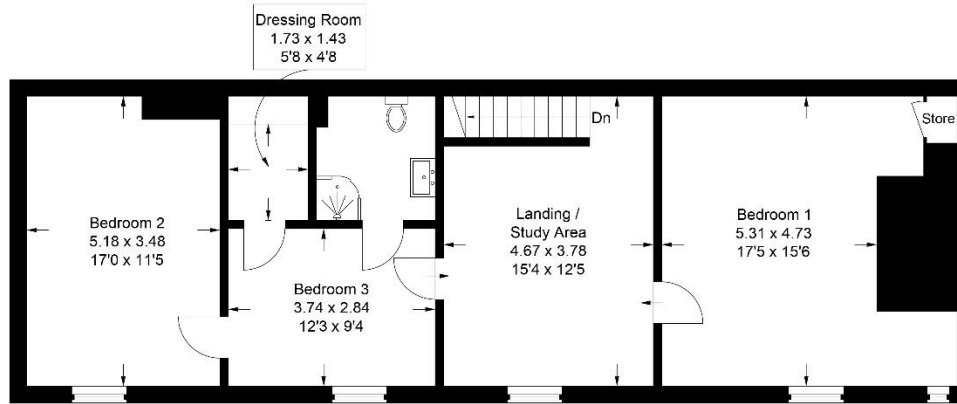 Dressing Room
1.73 x 1.43
5'8 x 4'8
Dn
Store
Bedroom 2
5.18 x 3.48
17'0 x 11'5
Landing /
Study Area
4.67 x 3.78
15'4 x 12'5
Bedroom 1
5.31 x 4.73
17'5 x 15'6
Bedroom 3
3.74 x 2.84
12'3 x 9'4